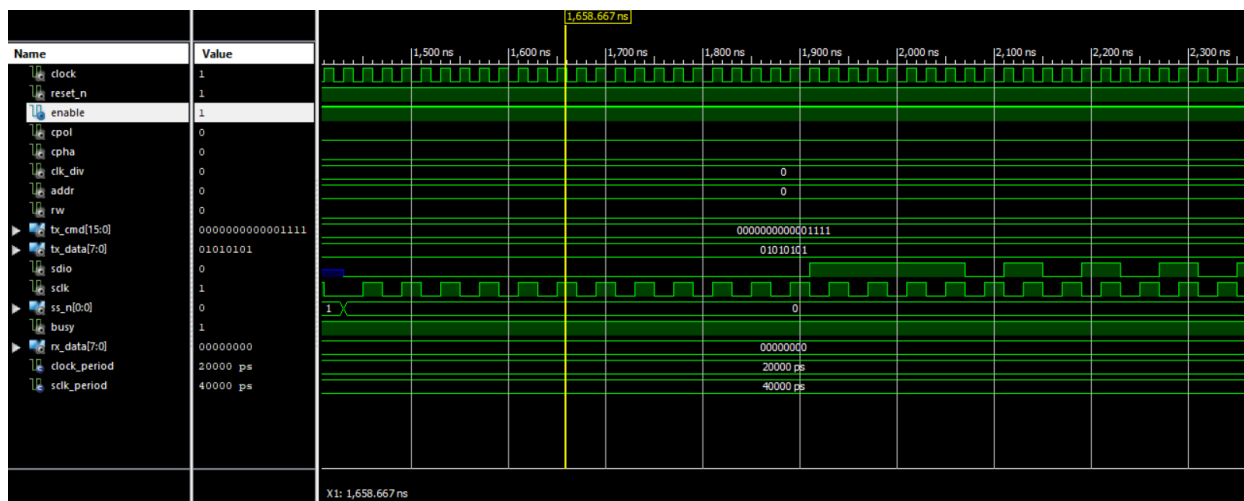 1,658.667 ns
Name Value
1,500 ns 1,600 ns 1,700 ns 1,800 ns 1,900 ns 2,000 ns 2,100 ns 2,200 ns 2,300 ns
clock 1
reset_n 1
enable 1
cpol 0
cpha 0
clk_div 0 0
addr 0 0
rw 0
tx_cmd[15:0] 0000000000001111 0000000000001111
tx_data[7:0] 01010101 01010101
sdio 0
sclk 1
ss_n[0:0] 0 1 0
busy 1
rx_data[7:0] 00000000 00000000
clock_period 20000 ps 20000 ps
sclk_period 40000 ps 40000 ps
X1: 1,658.667 ns